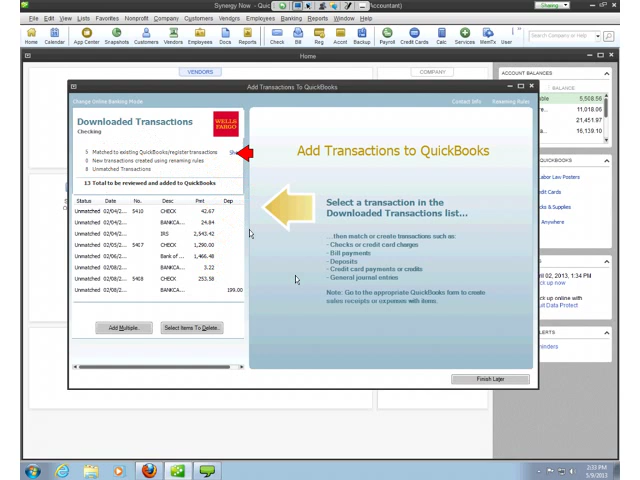 Synergy Now - Quic
Accountant)
Sharing
File Edit View Lists Favorites Nonprofit Company Customers Vendors Employees Banking Reports Window Help
Home Calendar App Center Snapshots Customers Vendors Employees Docs Reports Check Bill Reg Accnt Backup Payroll Credit Cards Calc Services MemTx User
Search Company or Help
Home
VENDORS
COMPANY
ACCOUNT BALANCES
BALANCE
5,508.56
11,018.06
21,451.97
16,139.10
QUICKBOOKS
abor Law Posters
dit Cards
cks & Supplies
Anywhere
ill 02, 2013, 1:34 PM
ck up now
ck up online with
uit Data Protect
LERTS
minders
Add Transactions To QuickBooks
Change Online Banking Mode
Contact Info
Renaming Rules
Downloaded Transactions
Checking
WELLS
FARGO
5 Matched to existing QuickBooks/register transactions
0 New transactions created using renaming rules
8 Unmatched Transactions
13 Total to be reviewed and added to QuickBooks
Status Date No. Desc Pmt Dep
Unmatched 02/04/2... 5410 CHECK 42.67
Unmatched 02/04/2... BANKCA... 24.84
Unmatched 02/04/2... IRS 2,543.42
Unmatched 02/05/2... 5407 CHECK 1,290.00
Unmatched 02/06/2... Bank of ... 1,466.48
Unmatched 02/08/2... BANKCA... 3.22
Unmatched 02/08/2... 5408 CHECK 253.58
Unmatched 02/08/2... BANKCA... 199.00
Add Multiple..
Select Items To Delete..
Add Transactions to QuickBooks
Select a transaction in the
Downloaded Transactions list...
...then match or create transactions such as:
- Checks or credit card charges
- Bill payments
- Deposits
- Credit card payments or credits
- General journal entries
Note: Go to the appropriate QuickBooks form to create
sales receipts or expenses with items.
Finish Later
2:33 PM
5/9/2013